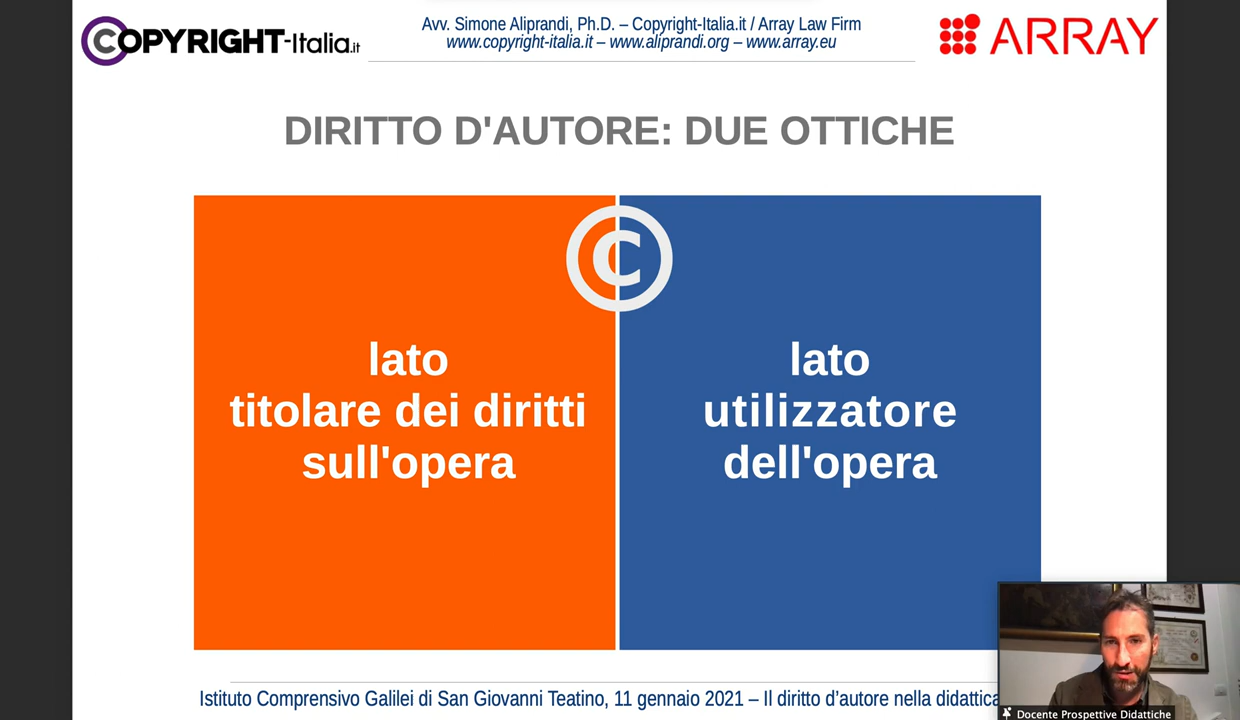 COPYRIGHT-Italia.it
Avv. Simone Aliprandi, Ph.D. – Copyright-Italia.it / Array Law Firm
www.copyright-italia.it – www.aliprandi.org – www.array.eu
ARRAY
DIRITTO D'AUTORE: DUE OTTICHE
©
lato
titolare dei diritti
sull'opera
lato
utilizzatore
dell'opera
Istituto Comprensivo Galilei di San Giovanni Teatino, 11 gennaio 2021 – Il diritto d’autore nella didattica
Docente Prospettive Didattiche